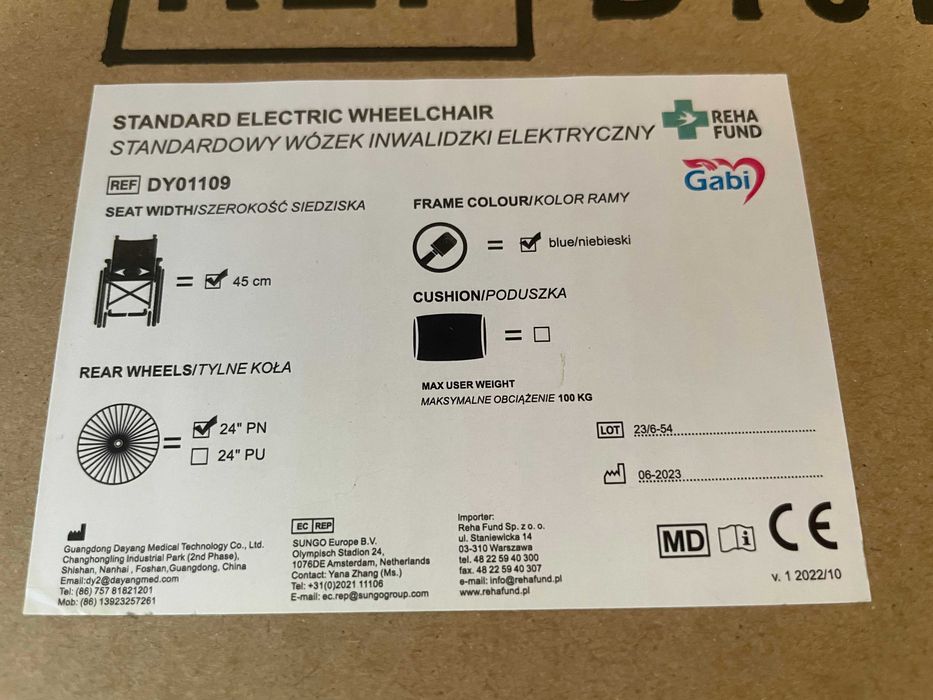 STANDARD ELECTRIC WHEELCHAIR
STANDARDOWY WÓZEK INWALIDZKI ELEKTRYCZNY
REHA
FUND
Gabi
REF DY01109
SEAT WIDTH/SZEROKOŚĆ SIEDZISKA
= 45 cm
REAR WHEELS/TYLNE KOŁA
= 24" PN
24" PU
FRAME COLOUR/KOLOR RAMY
= blue/niebieski
CUSHION/PODUSZKA
=
MAX USER WEIGHT
MAKSYMALNE OBCIĄŻENIE 100 KG
LOT 23/6-54
06-2023
Guangdong Dayang Medical Technology Co., Ltd.
Changhongling Industrial Park (2nd Phase),
Shishan, Nanhai , Foshan,Guangdong, China
Email:dy2@dayangmed.com
Tel: (86) 757 81821201
Mob: (86) 13923257261
EC REP
SUNGO Europe B.V.
Olympisch Stadion 24,
1076DE Amsterdam, Netherlands
Contact: Yana Zhang (Ms.)
Tel: +31(0)2021 11106
E-mail: ec.rep@sungogroup.com
Importer:
Reha Fund Sp. z o. o.
ul. Staniewicka 14
03-310 Warszawa
tel. 48 22 59 40 300
fax. 48 22 59 40 307
e-mail: info@rehafund.pl
www.rehafund.pl
MD CE
v. 1 2022/10